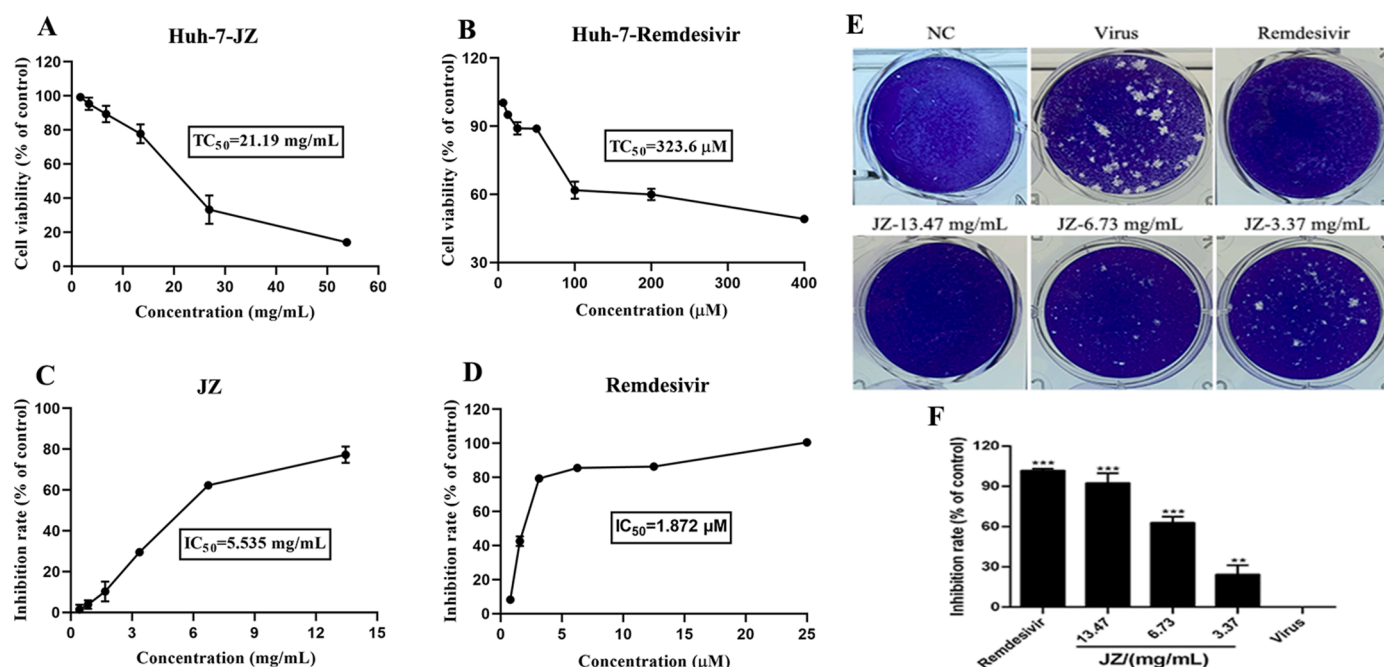 A
Huh-7-JZ
Cell viability (% of control)
120
100
80
60
40
20
0
TC50=21.19 mg/mL
0 10 20 30 40 50 60
Concentration (mg/mL)
B
Huh-7-Remdesivir
Cell viability (% of control)
120
90
60
30
TC50=323.6 μM
0 100 200 300 400
Concentration (μM)
C
JZ
Inhibition rate (% of control)
100
80
60
40
20
0
IC50=5.535 mg/mL
0 3 6 9 12 15
Concentration (mg/mL)
D
Remdesivir
Inhibition rate (% of control)
120
100
80
60
40
20
0
IC50=1.872 μM
0 5 10 15 20 25
Concentration (μM)
E
NC Virus Remdesivir
JZ-13.47 mg/mL JZ-6.73 mg/mL JZ-3.37 mg/mL
F
Inhibition rate (% of control)
120
90
60
30
0
*** *** *** **
Remdesivir 13.47 6.73 3.37 Virus
JZ/(mg/mL)